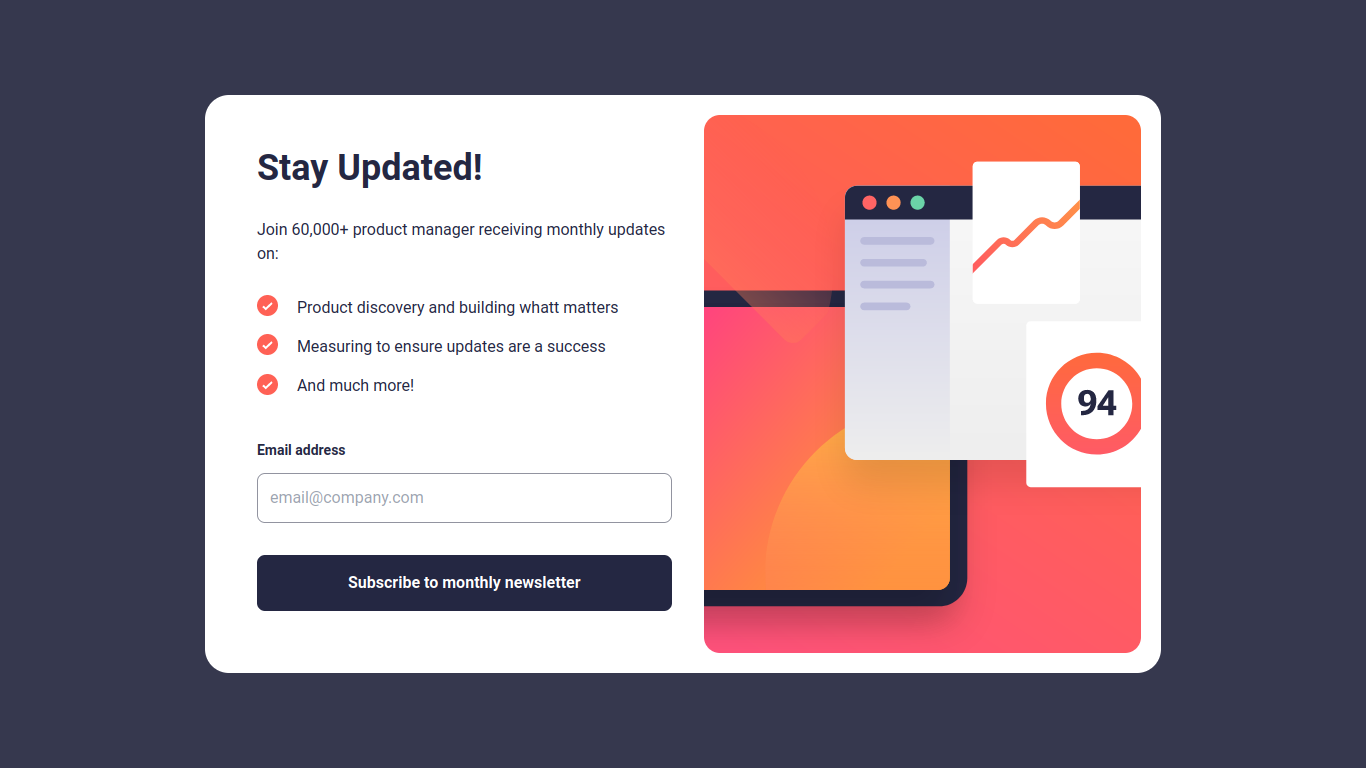 Stay Updated!
Join 60,000+ product manager receiving monthly updates
on:
Product discovery and building whatt matters
Measuring to ensure updates are a success
And much more!
Email address
email@company.com
Subscribe to monthly newsletter
94